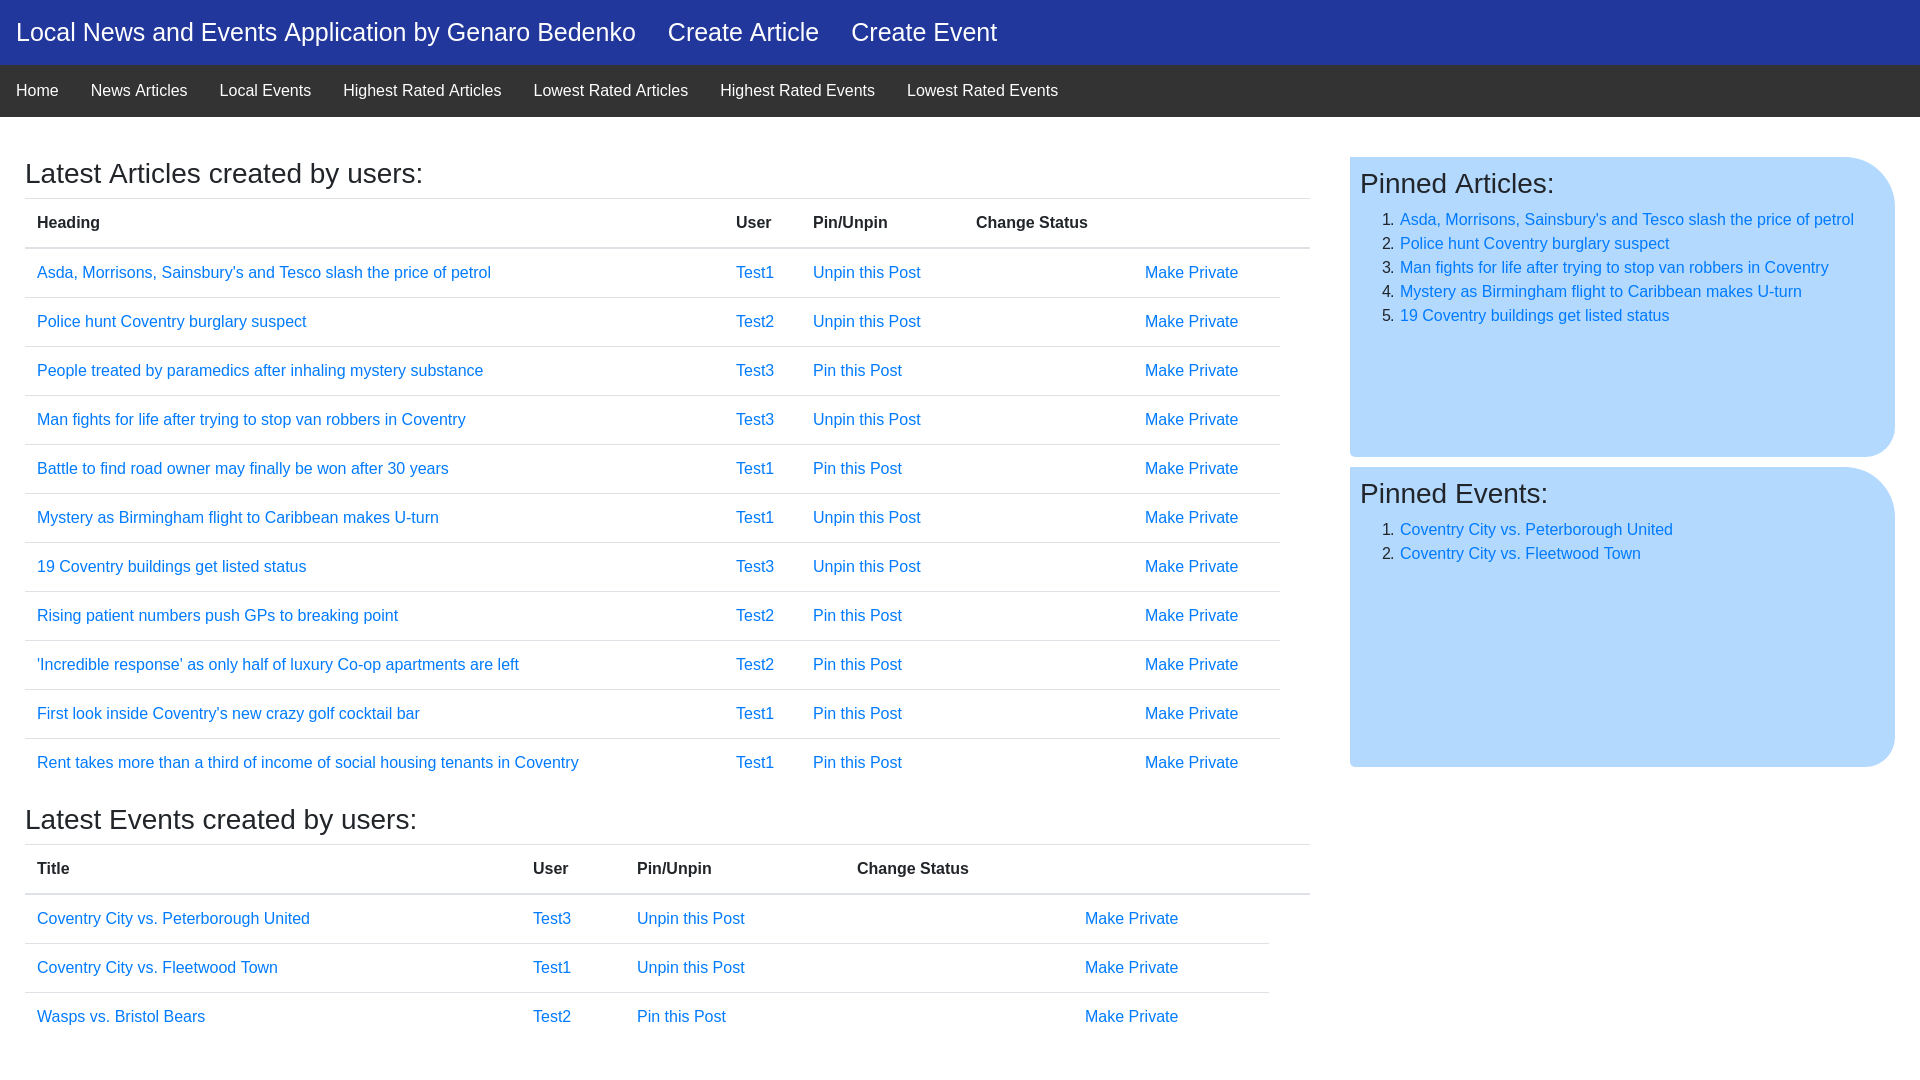 Local News and Events Application by Genaro Bedenko Create Article Create Event
Home News Articles Local Events Highest Rated Articles Lowest Rated Articles Highest Rated Events Lowest Rated Events
Latest Articles created by users:
Heading User Pin/Unpin Change Status
Asda, Morrisons, Sainsbury's and Tesco slash the price of petrol Test1 Unpin this Post Make Private
Police hunt Coventry burglary suspect Test2 Unpin this Post Make Private
People treated by paramedics after inhaling mystery substance Test3 Pin this Post Make Private
Man fights for life after trying to stop van robbers in Coventry Test3 Unpin this Post Make Private
Battle to find road owner may finally be won after 30 years Test1 Pin this Post Make Private
Mystery as Birmingham flight to Caribbean makes U-turn Test1 Unpin this Post Make Private
19 Coventry buildings get listed status Test3 Unpin this Post Make Private
Rising patient numbers push GPs to breaking point Test2 Pin this Post Make Private
'Incredible response' as only half of luxury Co-op apartments are left Test2 Pin this Post Make Private
First look inside Coventry's new crazy golf cocktail bar Test1 Pin this Post Make Private
Rent takes more than a third of income of social housing tenants in Coventry Test1 Pin this Post Make Private
Latest Events created by users:
Title User Pin/Unpin Change Status
Coventry City vs. Peterborough United Test3 Unpin this Post Make Private
Coventry City vs. Fleetwood Town Test1 Unpin this Post Make Private
Wasps vs. Bristol Bears Test2 Pin this Post Make Private
Pinned Articles:
1. Asda, Morrisons, Sainsbury's and Tesco slash the price of petrol
2. Police hunt Coventry burglary suspect
3. Man fights for life after trying to stop van robbers in Coventry
4. Mystery as Birmingham flight to Caribbean makes U-turn
5. 19 Coventry buildings get listed status
Pinned Events:
1. Coventry City vs. Peterborough United
2. Coventry City vs. Fleetwood Town